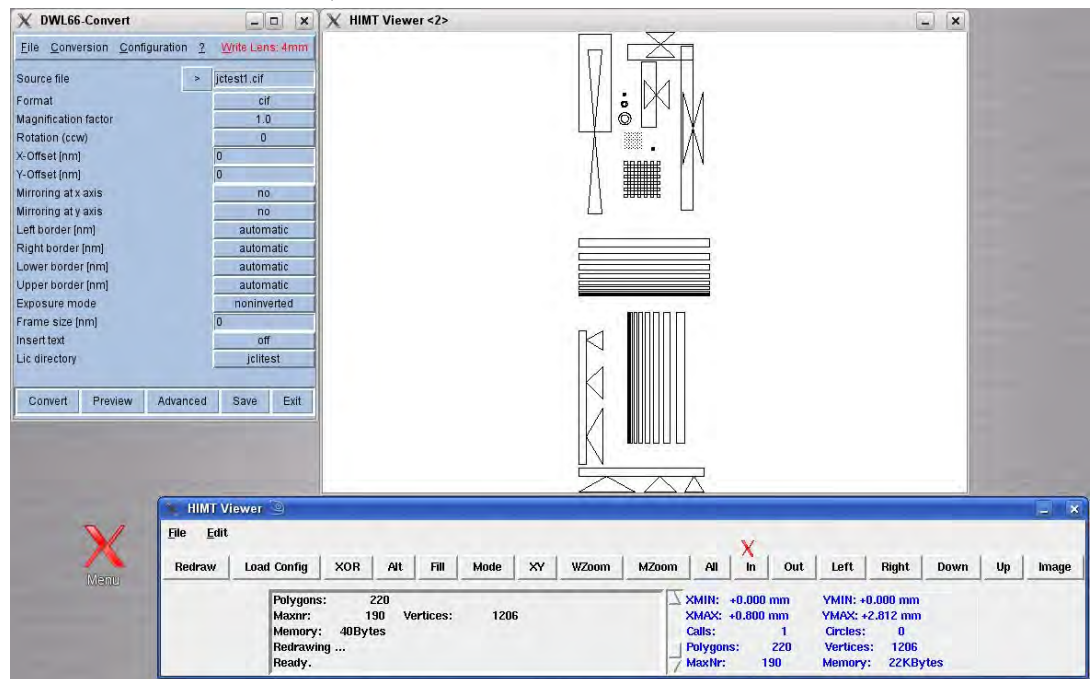 DWL66-Convert
File Conversion Configuration ? Write Lens: 4mm
Source file > jctest1.cif
Format cif
Magnification factor 1.0
Rotation (ccw) 0
X-Offset [nm] 0
Y-Offset [nm] 0
Mirroring at x axis no
Mirroring at y axis no
Left border [nm] automatic
Right border [nm] automatic
Lower border [nm] automatic
Upper border [nm] automatic
Exposure mode noninverted
Frame size [nm] 0
Insert text off
Lic directory jclitest
Convert Preview Advanced Save Exit
HIMT Viewer <2>
Menu
HIMT Viewer
File Edit
Redraw Load Config XOR Alt Fill Mode XY WZoom MZoom All In Out Left Right Down Up Image
Polygons: 220
Maxnr: 190 Vertices: 1206
Memory: 40Bytes
Redrawing ...
Ready.
XMIN: +0.000 mm YMIN: +0.000 mm
XMAX: +0.800 mm YMAX: +2.812 mm
Calls: 1 Circles: 0
Polygons: 220 Vertices: 1206
MaxNr: 190 Memory: 22KBytes